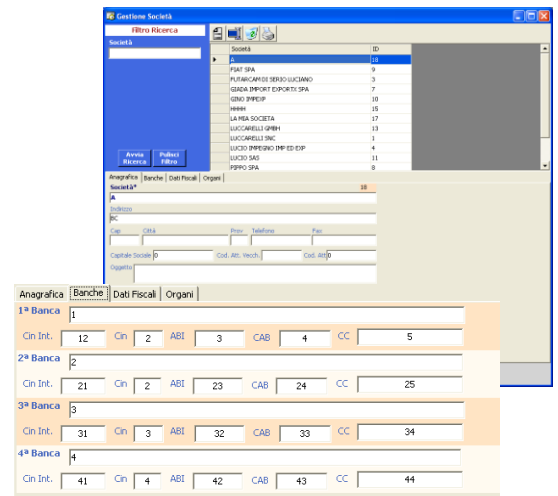 Gestione Società
Filtro Ricerca
Società
Avvia Ricerca
Pulisci Filtro
Società ID
A 18
FIAT SPA 9
FUTARCAM DI SERIO LUCIANO 3
GIADA IMPORT EXPORTX SPA 7
GINO IMPEXP 10
HHHH 15
LA MIA SOCIETA 17
LUCCARELLI GMBH 13
LUCCARELLI SNC 1
LUCIO IMPEGNO IMP ED EXP 4
LUCIO SAS 11
PIPPO SPA 8
Anagrafica Banche Dati Fiscali Organi
Società* 18
A
Indirizzo
BC
Cap Città Prov Telefono Fax
Capitale Sociale 0 Cod. Att. Vecch. Cod. Att 0
Oggetto
Anagrafica Banche Dati Fiscali Organi
1ª Banca 1
Cin Int. 12 Cin 2 ABI 3 CAB 4 CC 5
2ª Banca 2
Cin Int. 21 Cin 2 ABI 23 CAB 24 CC 25
3ª Banca 3
Cin Int. 31 Cin 3 ABI 32 CAB 33 CC 34
4ª Banca 4
Cin Int. 41 Cin 4 ABI 42 CAB 43 CC 44